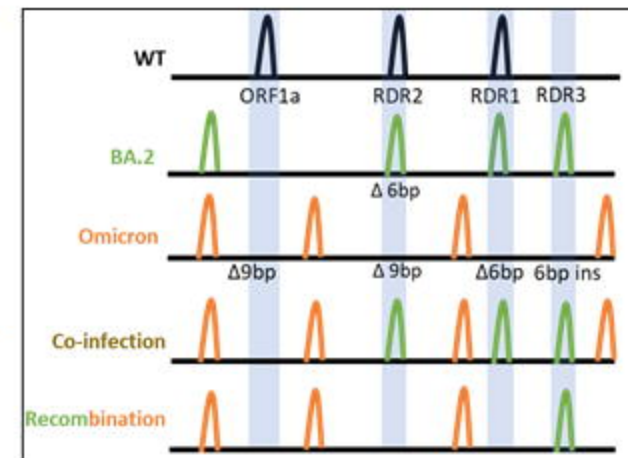 WT
ORF1a RDR2 RDR1 RDR3
BA.2
Δ 6bp
Omicron
Δ9bp Δ 9bp Δ6bp 6bp ins
Co-infection
Recombination